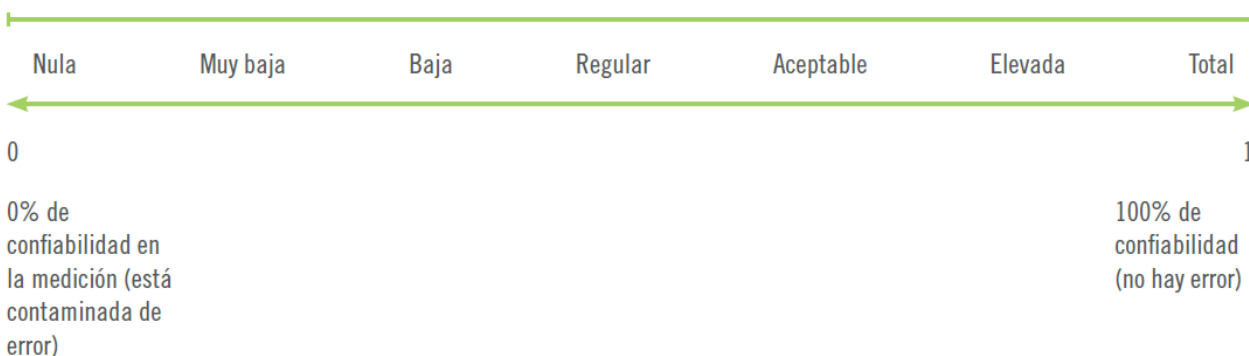 Nula Muy baja Baja Regular Aceptable Elevada Total
0 1
0% de
confiabilidad en
la medición (está
contaminada de
error)
100% de
confiabilidad
(no hay error)